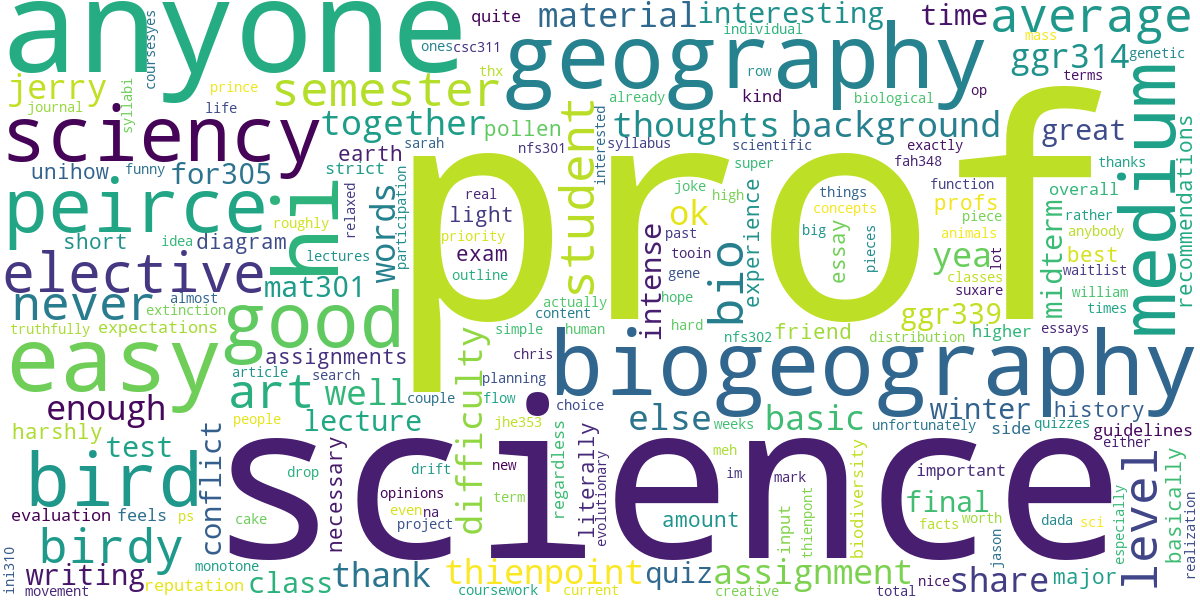 anyone
coursesyes
quite
material
interesting
time
average
ones
csc311
individual
mass
geography
ggr314
genetic
jerry
thx
row
terms
journal
syllabi
prince
semester
already
kind
biological
op
life
sciency
together
pollen
thoughts
background
great
medium
recommendations
sarah
nfs301
syllabus
scientific
exactly
unihow
funny
for305
earth
strict
interested
super
fah348
thanks
peirce
hi
relaxed
words
participation
real
student
joke
high
things
function
overall
roughly
light
ok
bio
experience
concepts
profs
midterm
rather
short
idea
diagram
priority
past
big
essay
pieces
piece
animals
anybody
lectures
exam
intense
tooin
yea
lot
best
elective
mat301
outline
gene
classes
waitlist
never
almost
good
actually
hope
suxare
william
extinction
content
ggr339
times
truthfully
expectations
prof
simple
human
hard
nfs302
friend
distribution
higher
essays
easy
assignments
difficulty
chris
biogeography
article
search
planning
art
well
couple
flow
choice
winter
history
enough
people
lecture
jhe353
else
weeks
basic
unfortunately
side
quizzes
guidelines
harshly
test
conflict
necessary
science
regardless
literally
evolutionary
meh
biodiversity
either
level
basically
bird
drop
drift
new
im
mark
important
opinions
term
final
especially
realization
evaluation
feels
ps
cake
even
na
project
amount
input
thienpont
facts
worth
dada
sci
birdy
monotone
jason
ini310
writing
movement
reputation
class
thank
thienpoint
coursework
current
quiz
assignment
creative
total
nice
share
major